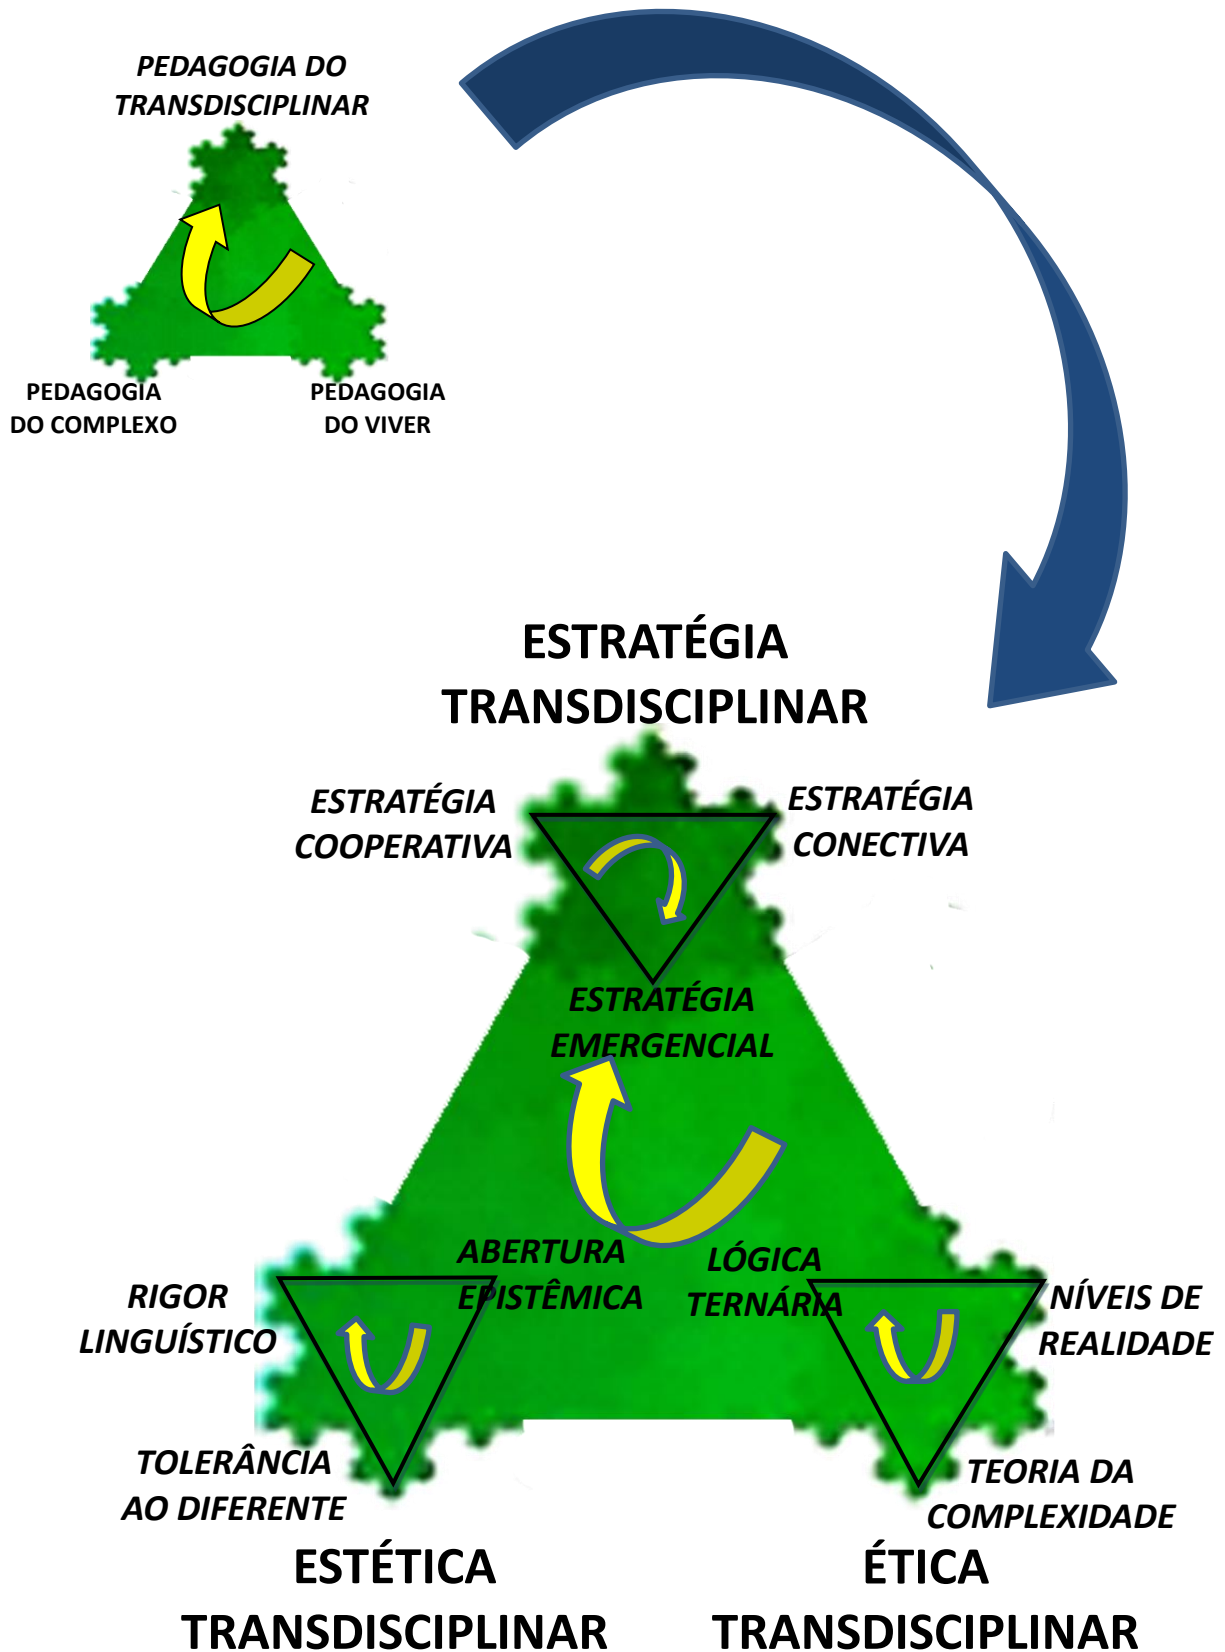 PEDAGOGIA DO
TRANSDISCIPLINAR
PEDAGOGIA
DO COMPLEXO
PEDAGOGIA
DO VIVER
ESTRATÉGIA
TRANSDISCIPLINAR
ESTRATÉGIA
COOPERATIVA
ESTRATÉGIA
CONECTIVA
ESTRATÉGIA
EMERGENCIAL
ABERTURA
EPISTÊMICA
LÓGICA
TERNÁRIA
RIGOR
LINGUÍSTICO
NÍVEIS DE
REALIDADE
TOLERÂNCIA
AO DIFERENTE
TEORIA DA
COMPLEXIDADE
ESTÉTICA
TRANSDISCIPLINAR
ÉTICA
TRANSDISCIPLINAR